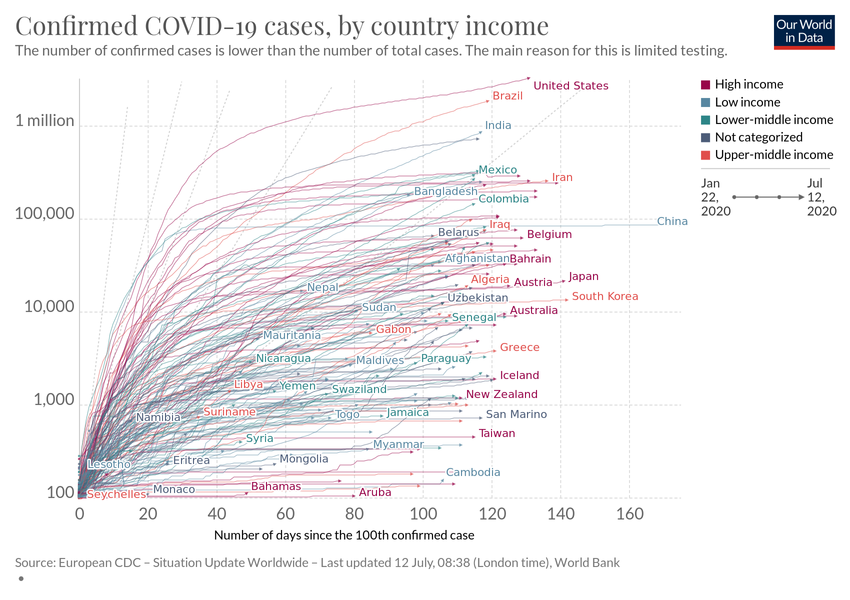 Confirmed COVID-19 cases, by country income
The number of confirmed cases is lower than the number of total cases. The main reason for this is limited testing.
Our World
in Data
High income
Low income
Lower-middle income
Not categorized
Upper-middle income
Jan
22,
2020
Jul
12,
2020
1 million
100,000
10,000
1,000
100
United States
Brazil
India
Mexico
Iran
Bangladesh
Colombia
China
Iraq
Belarus
Belgium
Afghanistan
Bahrain
Algeria
Austria
Japan
Nepal
Uzbekistan
South Korea
Sudan
Senegal
Australia
Mauritania
Gabon
Greece
Nicaragua
Maldives
Paraguay
Iceland
Libya
Yemen
Swaziland
New Zealand
Namibia
Suriname
Togo
Jamaica
San Marino
Syria
Taiwan
Myanmar
Lesotho
Eritrea
Mongolia
Cambodia
Seychelles
Monaco
Bahamas
Aruba
0 20 40 60 80 100 120 140 160
Number of days since the 100th confirmed case
Source: European CDC – Situation Update Worldwide – Last updated 12 July, 08:38 (London time), World Bank